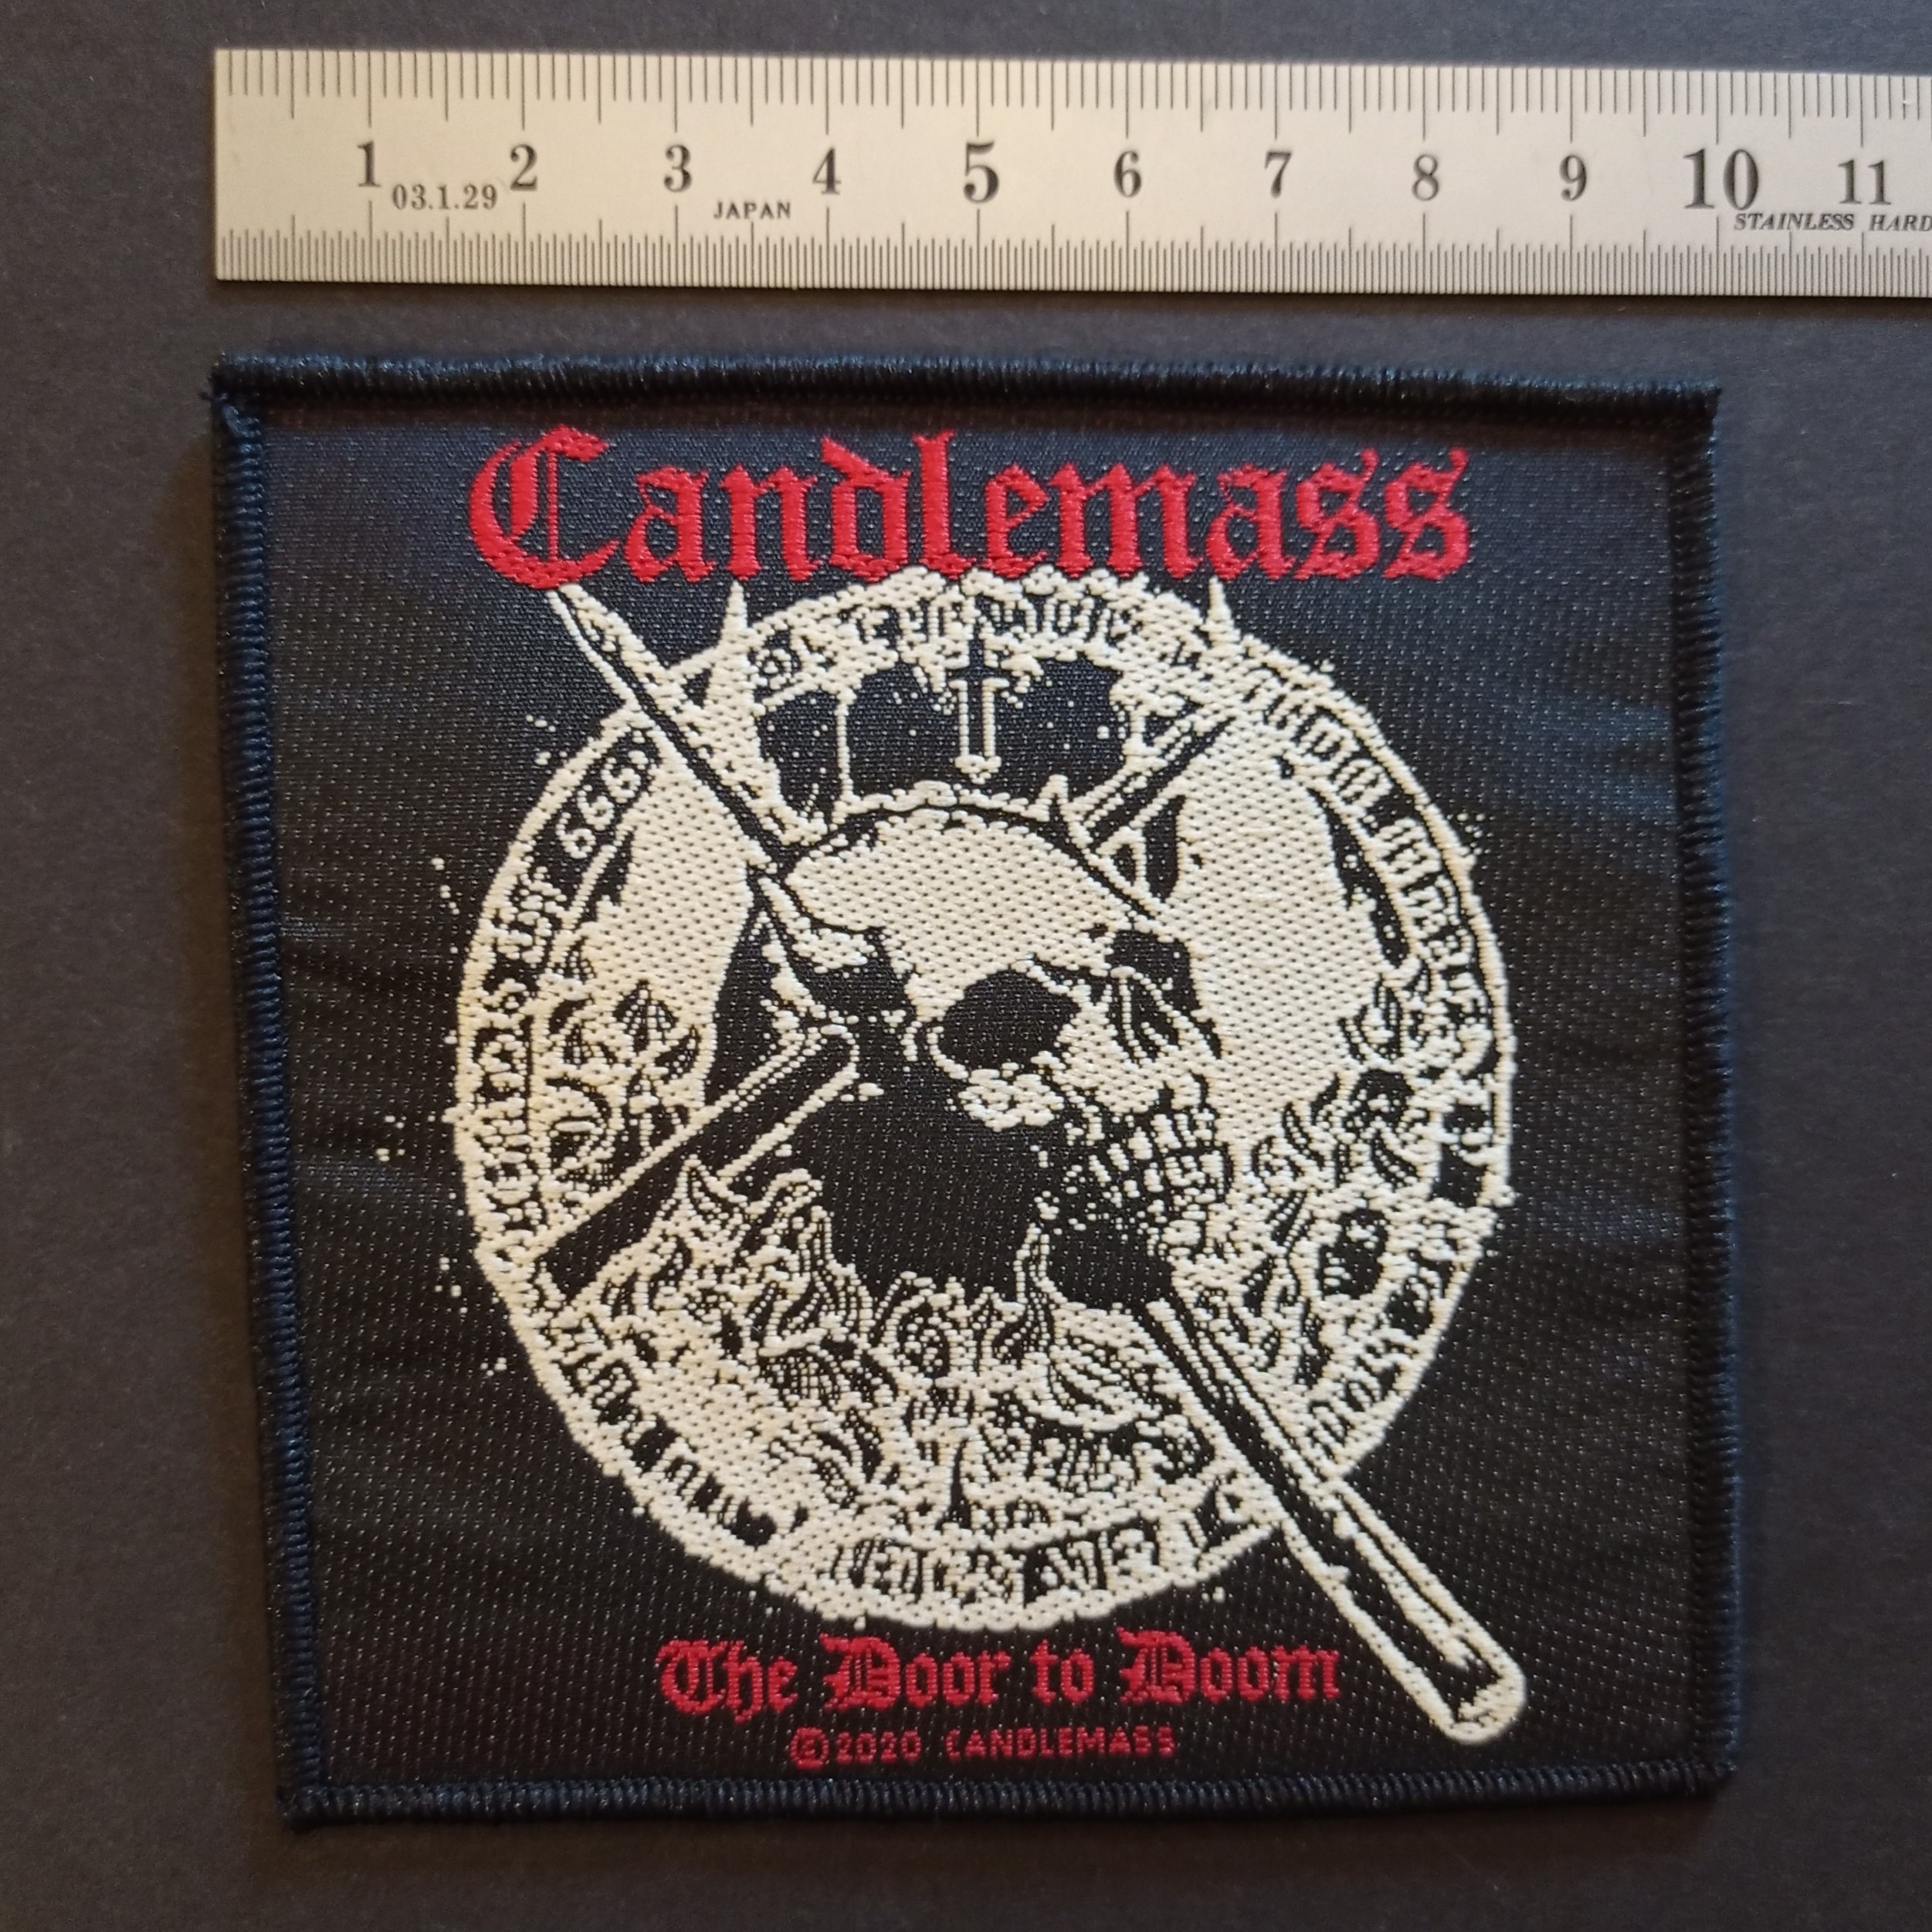 1 2 3 4 5 6 7 8 9 10 11
03.1.29 JAPAN STAINLESS HARD
Candlemass
The Door to Doom
©2020 CANDLEMASS